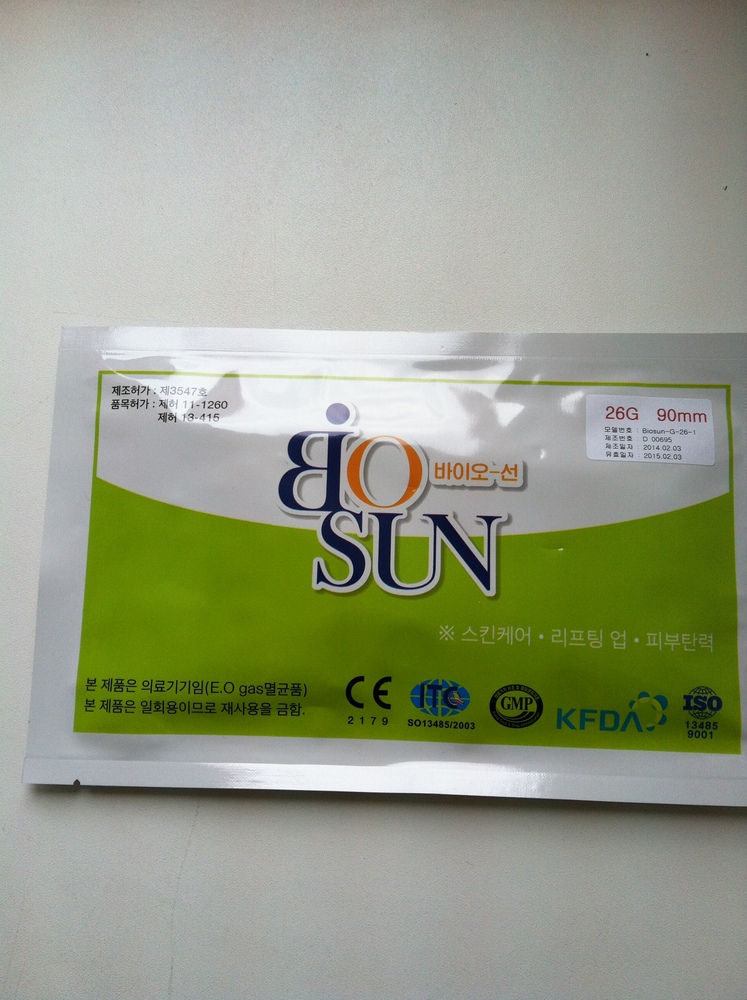 제조허가 : 제3547호
품목허가 : 제허 11-1260
제허 13-415
26G 90mm
모델번호 : Biosun-G-26-1
제조번호 : D 00695
제조일자 : 2014.02.03
유효일자 : 2015.02.03
BiO 바이오-선
SUN
※ 스킨케어 • 리프팅 업 • 피부탄력
본 제품은 의료기기임(E.O gas멸균품)
본 제품은 일회용이므로 재사용을 금함.
CE
2179
ITC
SO13485/2003
GMP
KFDA
ISO
13485
9001